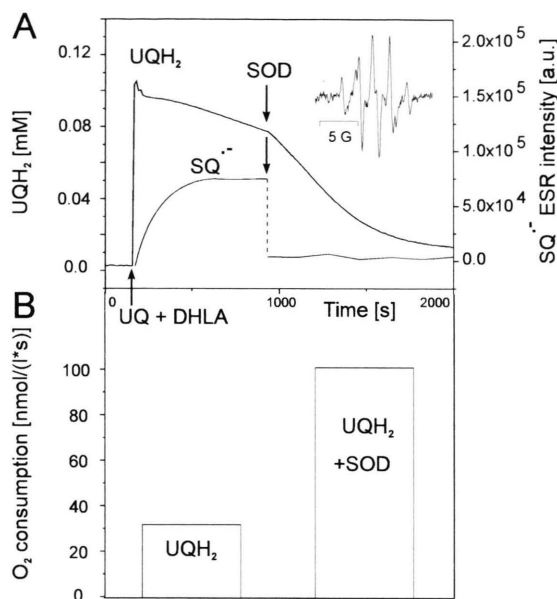 A
UQH₂
SOD
SQ·⁻
5 G
UQH₂ [mM]
0.12
0.08
0.04
0.0
SQ·⁻ ESR intensity [a.u.]
2.0x10⁵
1.5x10⁵
1.0x10⁵
5.0x10⁴
0.0
0
1000
2000
Time [s]
UQ + DHLA
B
O₂ consumption [nmol/(l*s)]
100
80
60
40
20
0
UQH₂
UQH₂
+SOD